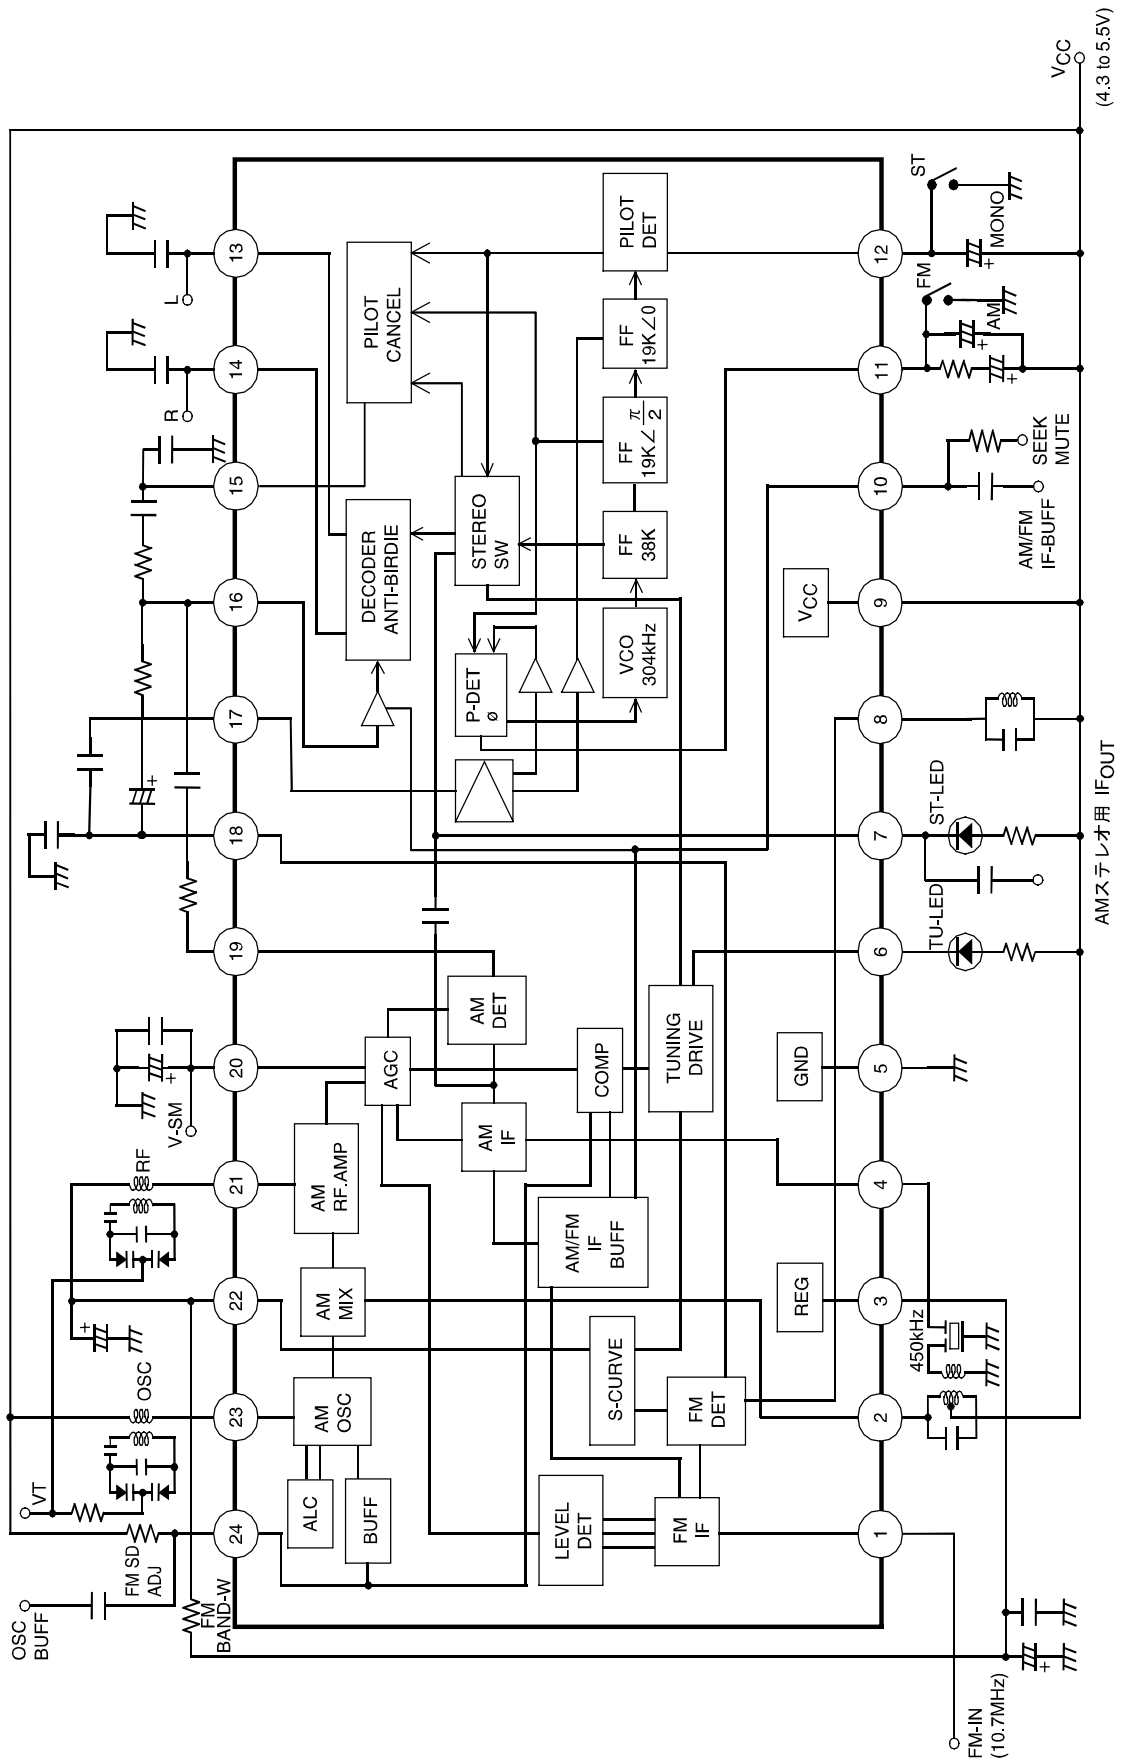 VCC
(4.3 to 5.5V)
L
R
13
14
15
16
17
18
19
20
21
22
23
24
V-SM
RF
OSC
VT
FM SD
ADJ
OSC
BUFF
FM
BAND-W
PILOT
CANCEL
DECODER
ANTI-BIRDIE
STEREO
SW
P-DET
ø
PILOT
DET
FF
19K∠0
FF
19K∠π/2
FF
38K
VCO
304kHz
AM
DET
AGC
COMP
TUNING
DRIVE
AM
IF
AM
RF.AMP
AM/FM
IF
BUFF
AM
MIX
S-CURVE
AM
OSC
FM
DET
ALC
BUFF
LEVEL
DET
FM
IF
VCC
GND
REG
12
11
10
9
8
7
6
5
4
3
2
1
ST
MONO
FM
AM
SEEK
MUTE
AM/FM
IF-BUFF
ST-LED
TU-LED
AMステレオ用 IFOUT
450kHz
FM-IN
(10.7MHz)